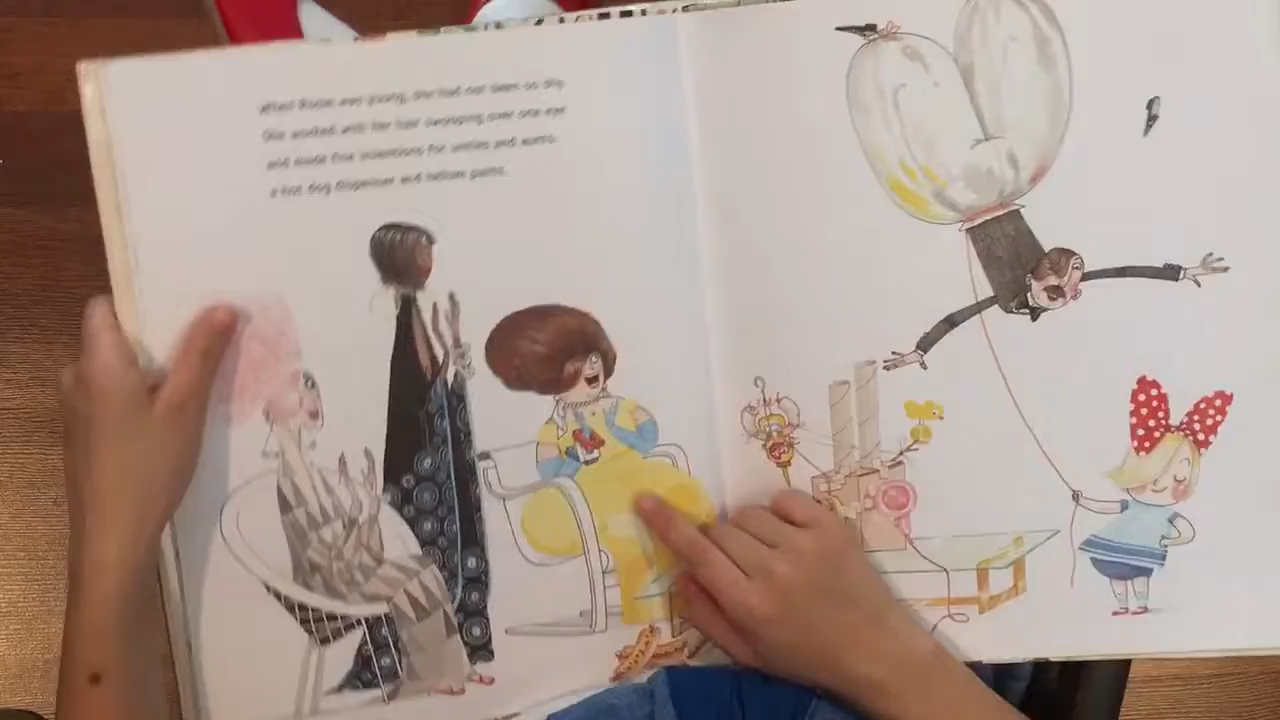 When Rosie was young, she had not been so shy.
She worked with her hair swooping over one eye
and made fine inventions for uncles and aunts:
a hot dog dispenser and helium pants.